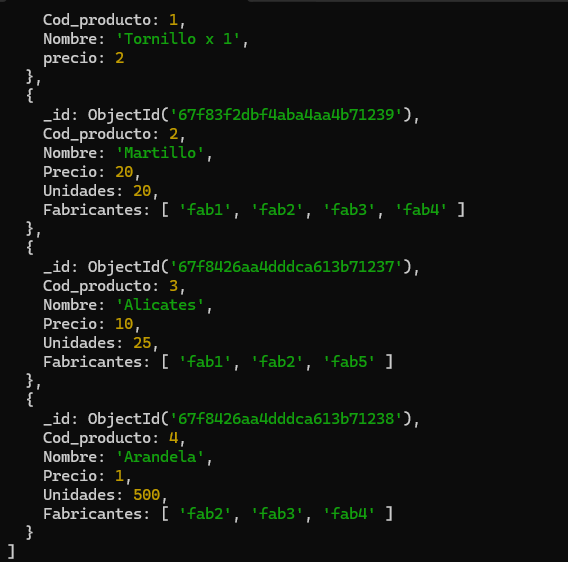 Cod_producto: 1,
Nombre: 'Tornillo x 1',
precio: 2
},
{
_id: ObjectId('67f83f2dbf4aba4aa4b71239'),
Cod_producto: 2,
Nombre: 'Martillo',
Precio: 20,
Unidades: 20,
Fabricantes: [ 'fab1', 'fab2', 'fab3', 'fab4' ]
},
{
_id: ObjectId('67f8426aa4dddca613b71237'),
Cod_producto: 3,
Nombre: 'Alicates',
Precio: 10,
Unidades: 25,
Fabricantes: [ 'fab1', 'fab2', 'fab5' ]
},
{
_id: ObjectId('67f8426aa4dddca613b71238'),
Cod_producto: 4,
Nombre: 'Arandela',
Precio: 1,
Unidades: 500,
Fabricantes: [ 'fab2', 'fab3', 'fab4' ]
}
]